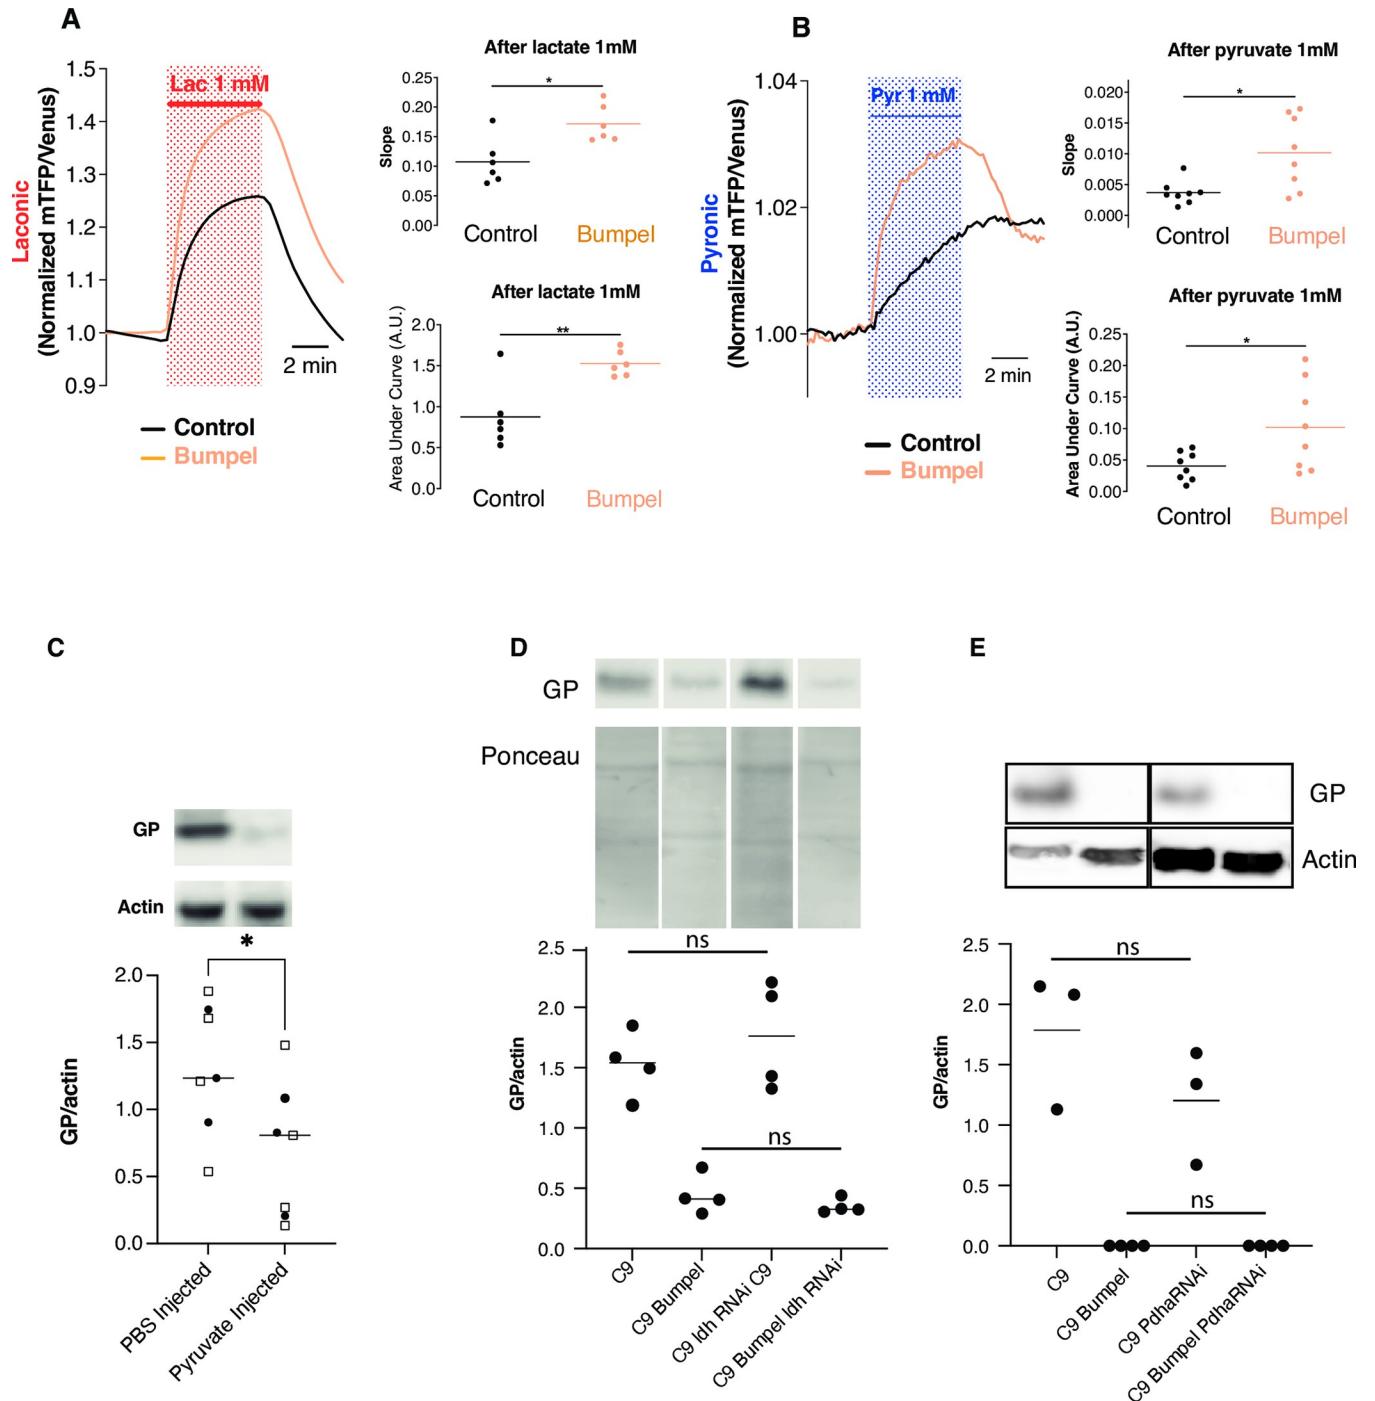 A
Laconic
(Normalized mTFP/Venus)
1.5
1.4
1.3
1.2
1.1
1.0
0.9
Lac 1 mM
2 min
Control
Bumpel
After lactate 1mM
Slope
0.25
0.20
0.15
0.10
0.05
0.00
*
Control
Bumpel
After lactate 1mM
Area Under Curve (A.U.)
2.0
1.5
1.0
0.5
0.0
**
Control
Bumpel
B
Pyronic
(Normalized mTFP/Venus)
1.04
1.02
1.00
Pyr 1 mM
2 min
Control
Bumpel
After pyruvate 1mM
Slope
0.020
0.015
0.010
0.005
0.000
*
Control
Bumpel
After pyruvate 1mM
Area Under Curve (A.U.)
0.25
0.20
0.15
0.10
0.05
0.00
*
Control
Bumpel
C
GP
Actin
*
GP/actin
2.0
1.5
1.0
0.5
0.0
PBS Injected
Pyruvate Injected
D
GP
Ponceau
GP/actin
2.5
2.0
1.5
1.0
0.5
0.0
ns
ns
C9
C9 Bumpel
C9 ldh RNAi C9
C9 Bumpel ldh RNAi
E
GP
Actin
GP/actin
2.5
2.0
1.5
1.0
0.5
0.0
ns
ns
C9
C9 Bumpel
C9 PdhaRNAi
C9 Bumpel PdhaRNAi